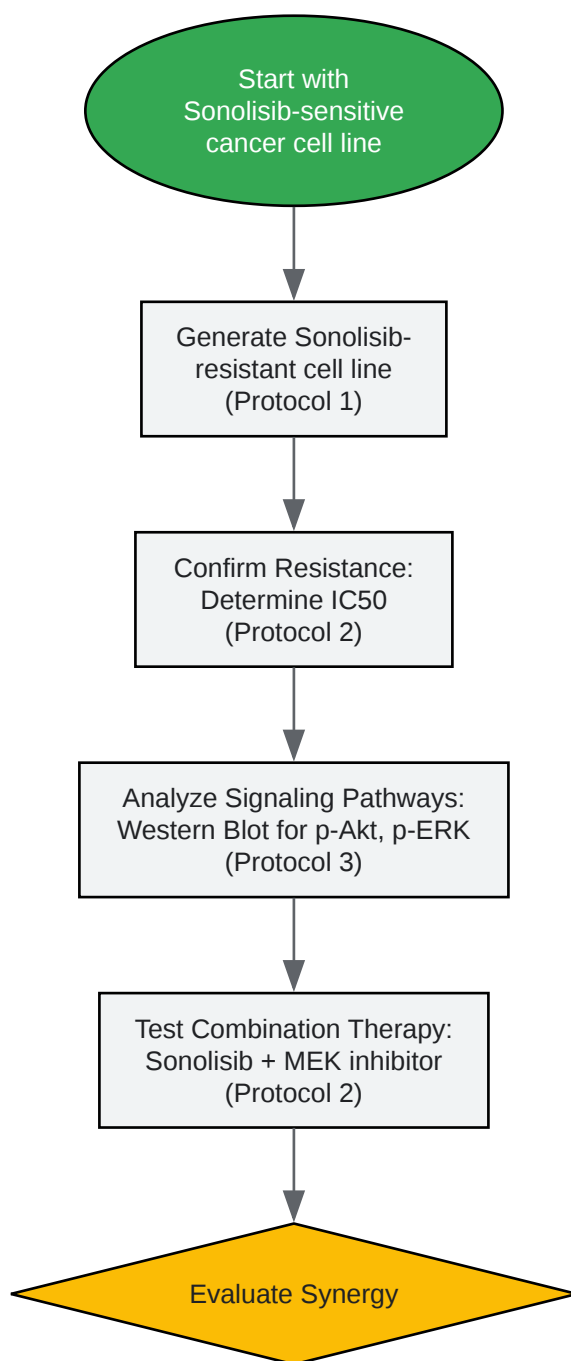 Start with
Sonolisib-sensitive
cancer cell line
Generate Sonolisib-
resistant cell line
(Protocol 1)
Confirm Resistance:
Determine IC50
(Protocol 2)
Analyze Signaling Pathways:
Western Blot for p-Akt, p-ERK
(Protocol 3)
Test Combination Therapy:
Sonolisib + MEK inhibitor
(Protocol 2)
Evaluate Synergy